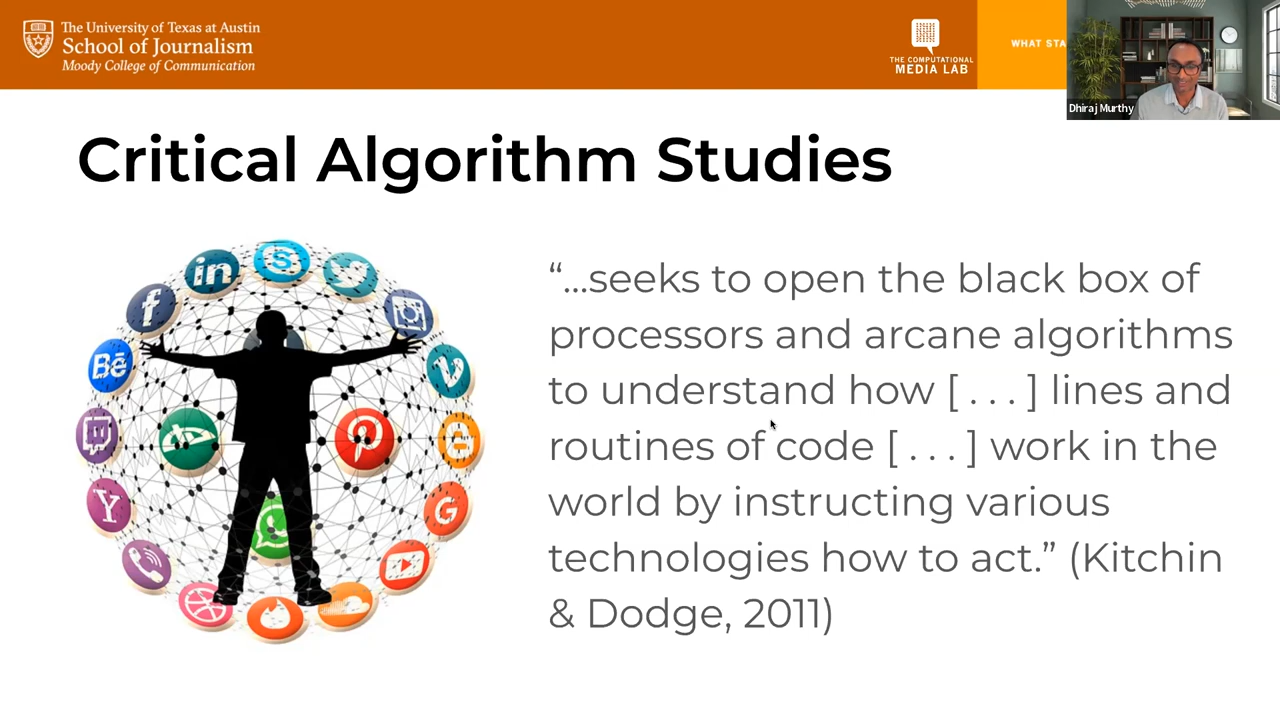 The University of Texas at Austin
School of Journalism
Moody College of Communication
THE COMPUTATIONAL
MEDIA LAB
WHAT
Dhiraj Murthy
Critical Algorithm Studies
“...seeks to open the black box of
processors and arcane algorithms
to understand how [ . . . ] lines and
routines of code [ . . . ] work in the
world by instructing various
technologies how to act.” (Kitchin
& Dodge, 2011)
in
S
f
Bē
G
Y